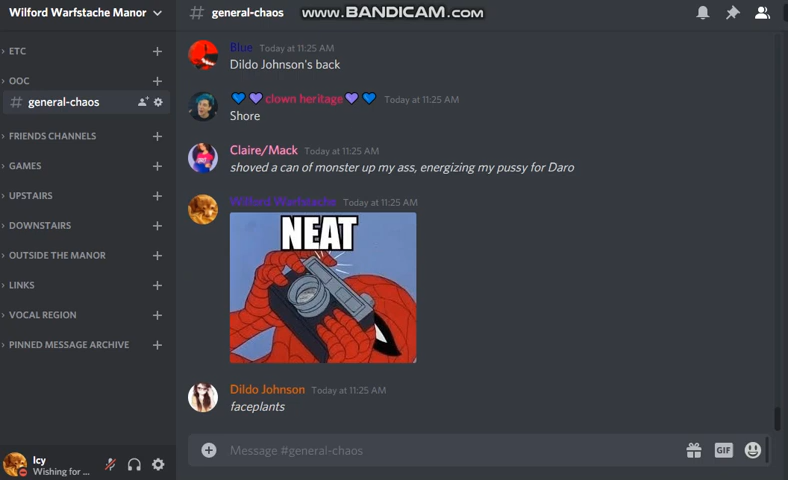 Wilford Warfstache Manor
# general-chaos
www.BANDICAM.com
ETC
OOC
# general-chaos
FRIENDS CHANNELS
GAMES
UPSTAIRS
DOWNSTAIRS
OUTSIDE THE MANOR
LINKS
VOCAL REGION
PINNED MESSAGE ARCHIVE
Icy
Wishing for ...
Blue Today at 11:25 AM
Dildo Johnson's back
💙💜clown heritage💜💙 Today at 11:25 AM
Shore
Claire/Mack Today at 11:25 AM
shoved a can of monster up my ass, energizing my pussy for Daro
Wilford Warfstache Today at 11:25 AM
NEAT
Dildo Johnson Today at 11:25 AM
faceplants
Message #general-chaos
GIF